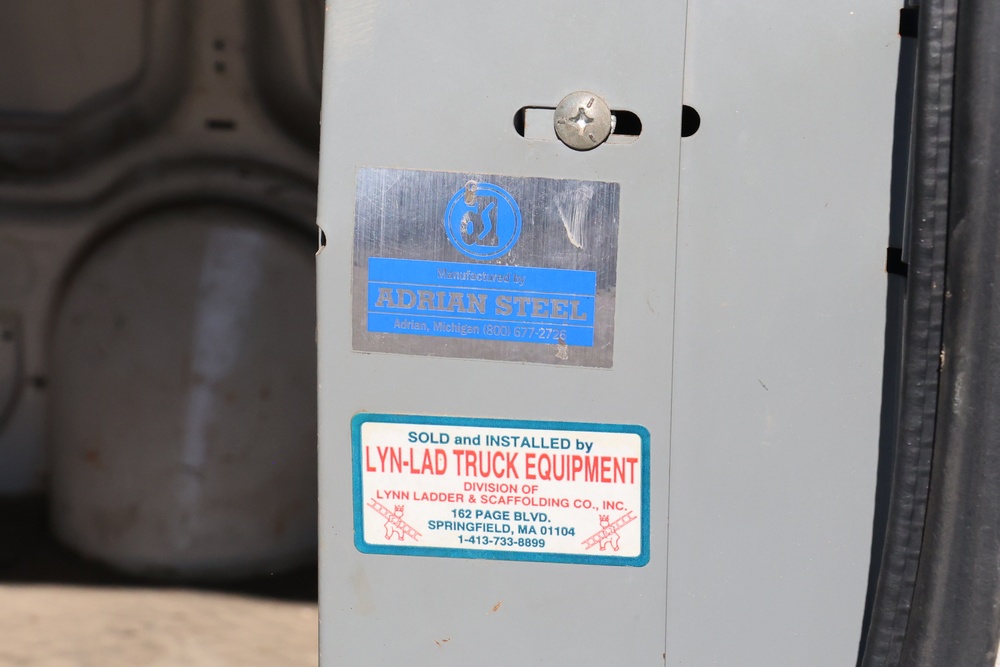 as
Manufactured by
ADRIAN STEEL
Adrian, Michigan (800) 677-2726
SOLD and INSTALLED by
LYN-LAD TRUCK EQUIPMENT
DIVISION OF
LYNN LADDER & SCAFFOLDING CO., INC.
162 PAGE BLVD.
SPRINGFIELD, MA 01104
1-413-733-8899